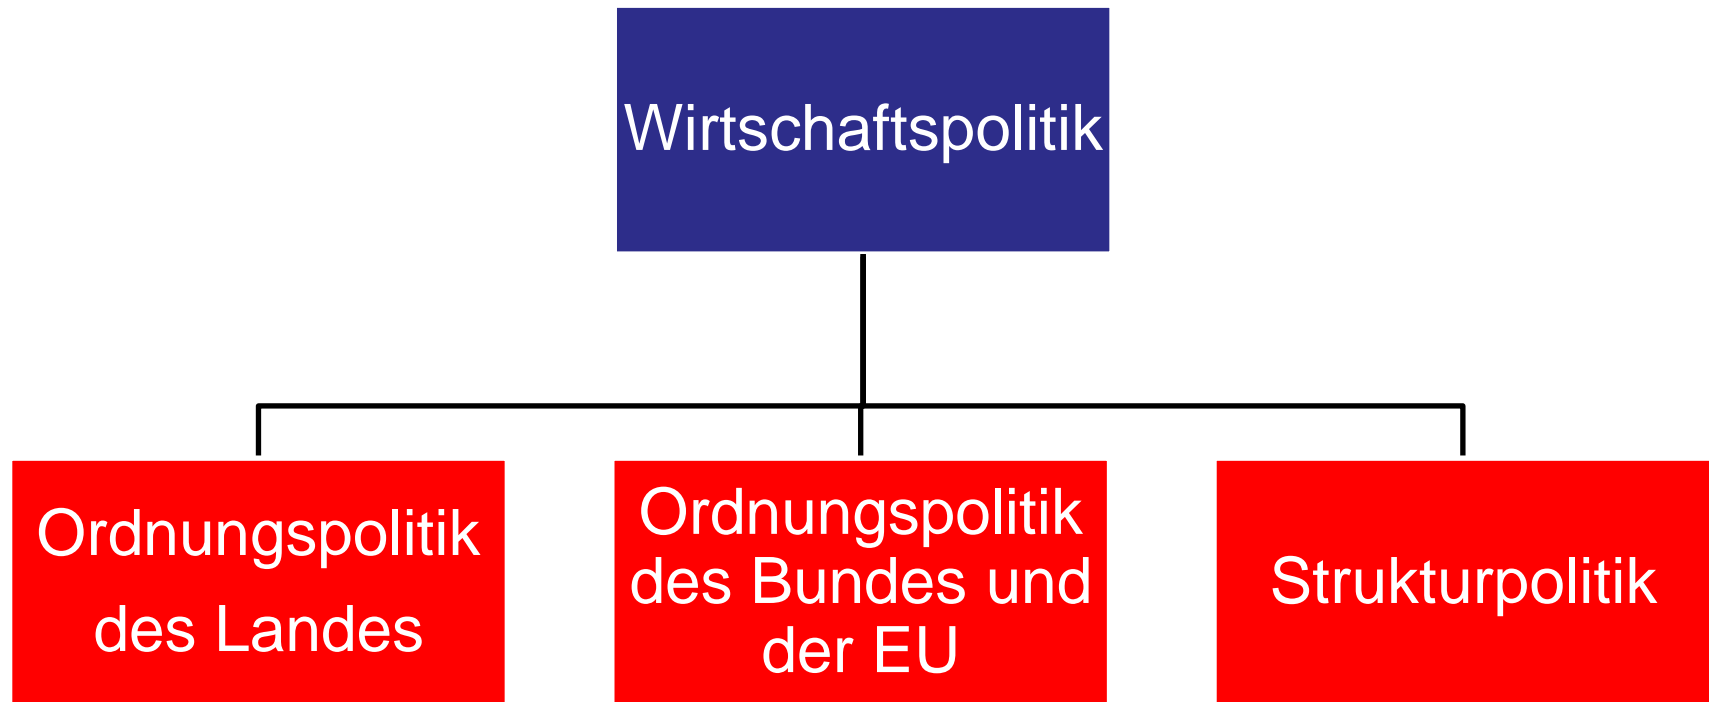 Wirtschaftspolitik
Ordnungspolitik
des Landes
Ordnungspolitik
des Bundes und
der EU
Strukturpolitik